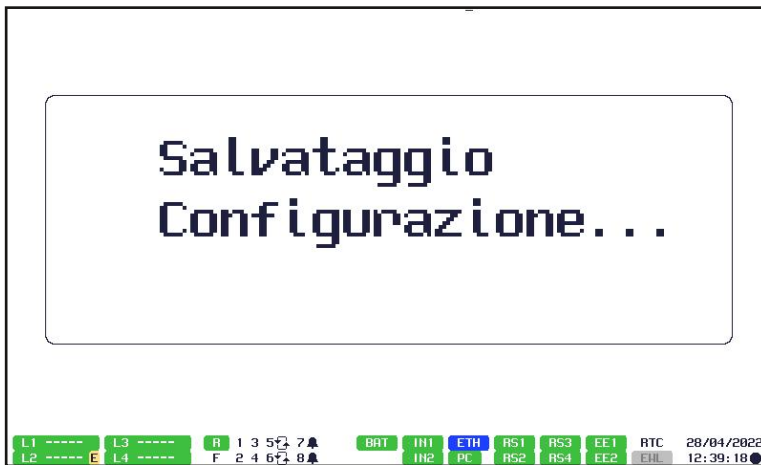 Salvataggio
Configurazione...
L1 ----- L3 ----- R 1 3 5 7 BAT IN1 ETH RS1 RS3 EE1 RTC 28/04/2022
L2 ----- E L4 ----- F 2 4 6 8 IN2 PC RS2 RS4 EE2 EWL 12:39:18